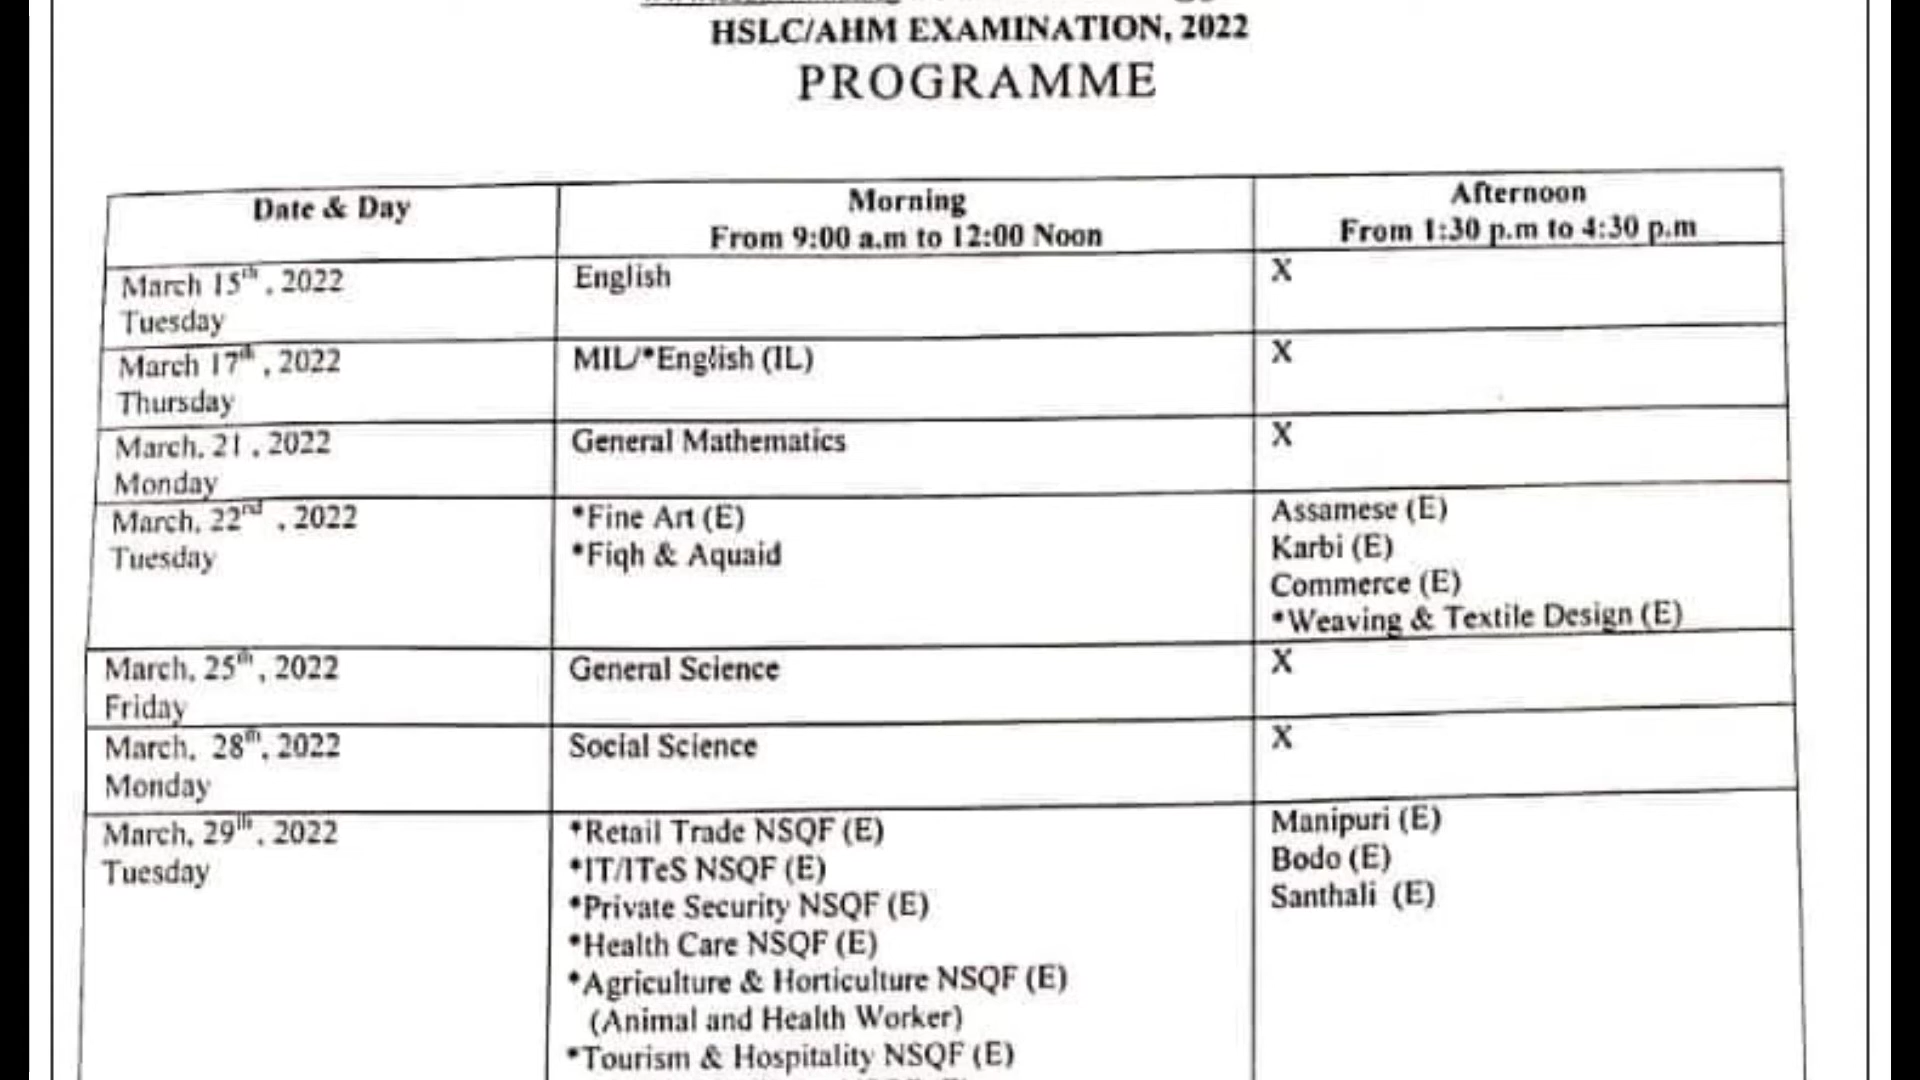 HSLC/AHM EXAMINATION, 2022
PROGRAMME
Date & Day
Morning
From 9:00 a.m to 12:00 Noon
Afternoon
From 1:30 p.m to 4:30 p.m
March 15th , 2022
Tuesday
English
X
March 17th , 2022
Thursday
MIL/*English (IL)
X
March, 21 , 2022
Monday
General Mathematics
X
March, 22nd , 2022
Tuesday
*Fine Art (E)
*Fiqh & Aquaid
Assamese (E)
Karbi (E)
Commerce (E)
*Weaving & Textile Design (E)
March, 25th, 2022
Friday
General Science
X
March, 28th, 2022
Monday
Social Science
X
March, 29th, 2022
Tuesday
*Retail Trade NSQF (E)
*IT/ITeS NSQF (E)
*Private Security NSQF (E)
*Health Care NSQF (E)
*Agriculture & Horticulture NSQF (E)
(Animal and Health Worker)
*Tourism & Hospitality NSQF (E)
Manipuri (E)
Bodo (E)
Santhali (E)